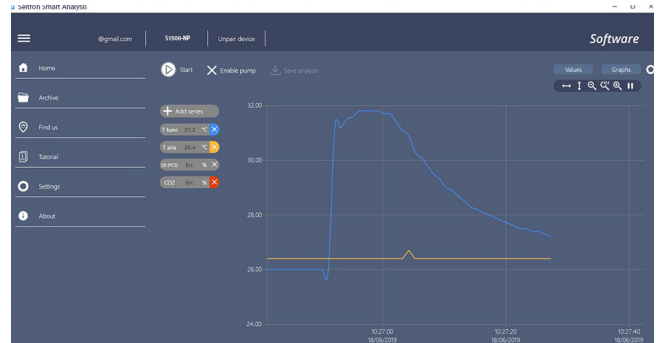 Seitron Smart Analysis
@gmail.com S1500-NP Unpair device Software
Home
Archive
Find us
Tutorial
Settings
About
Start Enable pump Save analysis
Values Graphs
Add series
T fumi 27.2 °C
T aria 26.4 °C
QI (PCI) Err. %
CO2 Err. %
32,00
30,00
28,00
26,00
24,00
10:27:00 10:27:20 10:27:40
18/06/2019 18/06/2019 18/06/2019